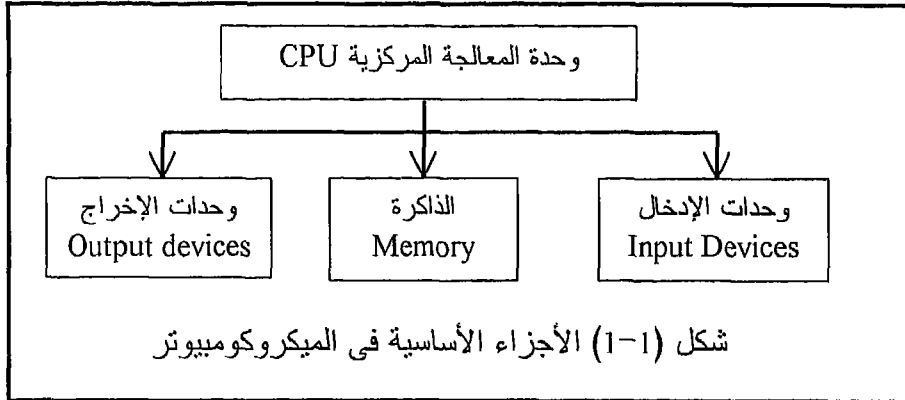 وحدة المعالجة المركزية CPU
وحدات الإدخال
Input Devices
الذاكرة
Memory
وحدات الإخراج
Output devices
شكل (1-1) الأجزاء الأساسية فى الميكروكومبيوتر